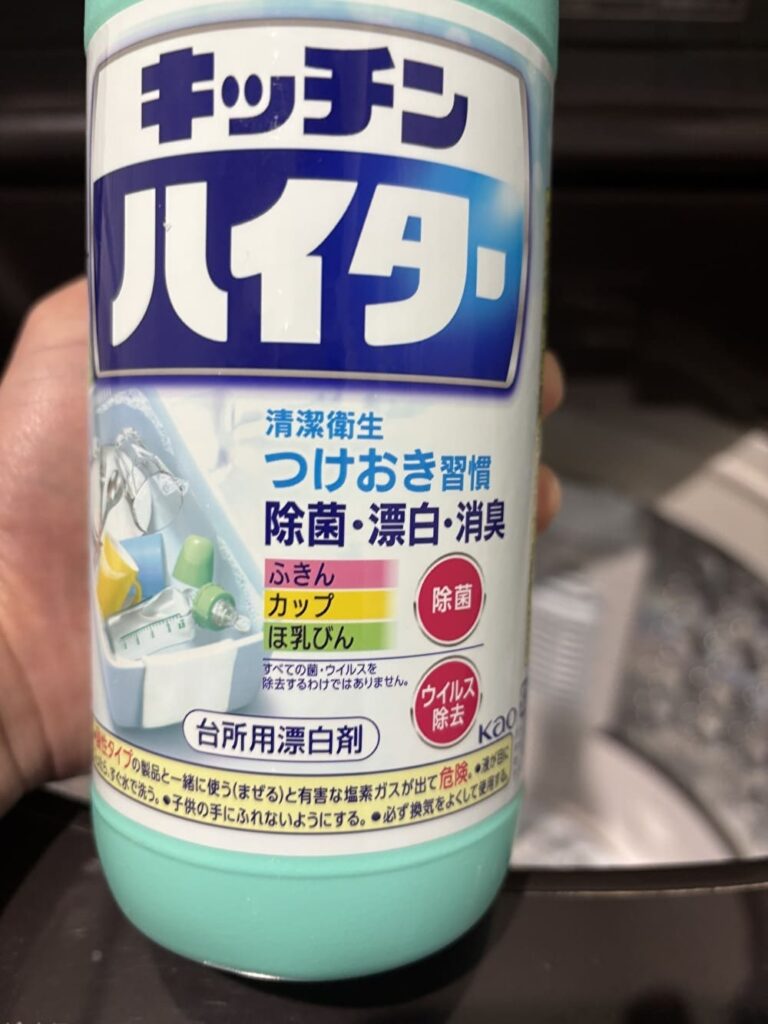 キッチン
ハイター
清潔衛生
つけおき習慣
除菌・漂白・消臭
ふきん
カップ
ほ乳びん
除菌
すべての菌・ウイルスを
除去するわけではありません。
ウイルス
除去
Kao
台所用漂白剤
性タイプの製品と一緒に使う(まぜる)と有害な塩素ガスが出て危険。●液が目に
すぐ水で洗う。●子供の手にふれないようにする。●必ず換気をよくして使用する。